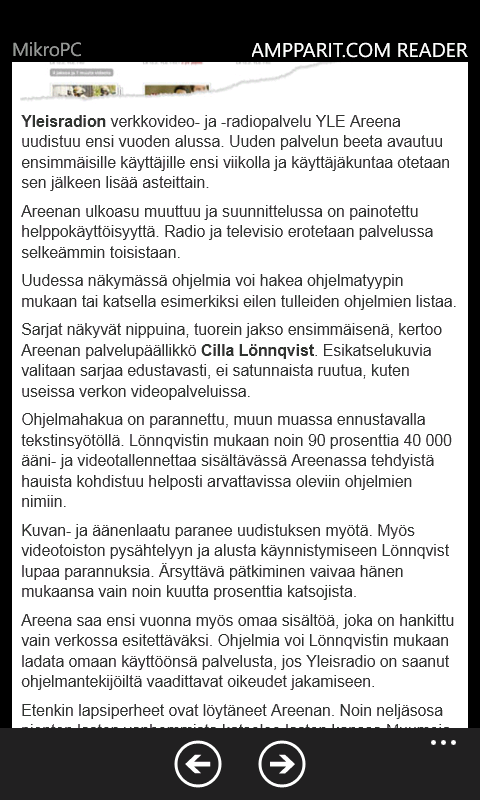 MikroPC
AMPPARIT.COM READER
Yleisradion verkkovideo- ja -radiopalvelu YLE Areena
uudistuu ensi vuoden alussa. Uuden palvelun beeta avautuu
ensimmäisille käyttäjille ensi viikolla ja käyttäjäkuntaa otetaan
sen jälkeen lisää asteittain.
Areenan ulkoasu muuttuu ja suunnittelussa on painotettu
helppokäyttöisyyttä. Radio ja televisio erotetaan palvelussa
selkeämmin toisistaan.
Uudessa näkymässä ohjelmia voi hakea ohjelmatyypin
mukaan tai katsella esimerkiksi eilen tulleiden ohjelmien listaa.
Sarjat näkyvät nippuina, tuorein jakso ensimmäisenä, kertoo
Areenan palvelupäällikkö Cilla Lönnqvist. Esikatselukuvia
valitaan sarjaa edustavasti, ei satunnaista ruutua, kuten
useissa verkon videopalveluissa.
Ohjelmahakua on parannettu, muun muassa ennustavalla
tekstinsyötöllä. Lönnqvistin mukaan noin 90 prosenttia 40 000
ääni- ja videotallennettaa sisältävässä Areenassa tehdyistä
hauista kohdistuu helposti arvattavissa oleviin ohjelmien
nimiin.
Kuvan- ja äänenlaatu paranee uudistuksen myötä. Myös
videotoiston pysähtelyyn ja alusta käynnistymiseen Lönnqvist
lupaa parannuksia. Ärsyttävä pätkiminen vaivaa hänen
mukaansa vain noin kuutta prosenttia katsojista.
Areena saa ensi vuonna myös omaa sisältöä, joka on hankittu
vain verkossa esitettäväksi. Ohjelmia voi Lönnqvistin mukaan
ladata omaan käyttöönsä palvelusta, jos Yleisradio on saanut
ohjelmantekijöiltä vaadittavat oikeudet jakamiseen.
Etenkin lapsiperheet ovat löytäneet Areenan. Noin neljäsosa